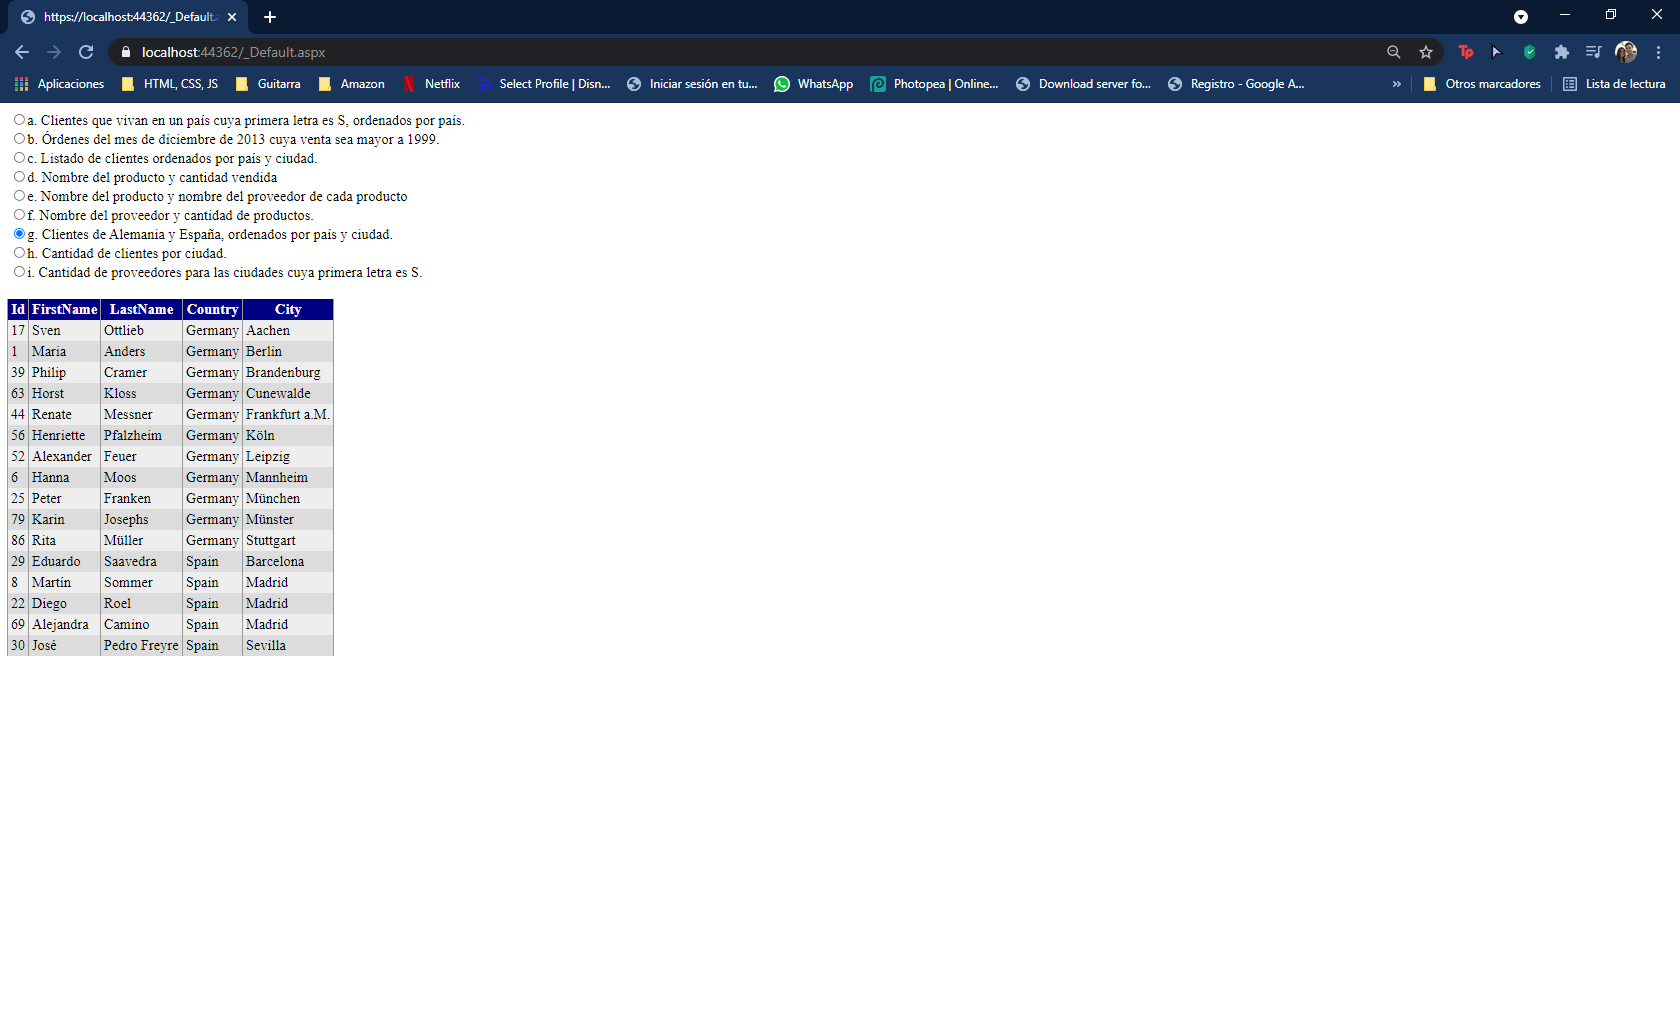 https://localhost:44362/_Default.
localhost:44362/_Default.aspx
Aplicaciones HTML, CSS, JS Guitarra Amazon Netflix Select Profile | Disn... Iniciar sesión en tu... WhatsApp Photopea | Online... Download server fo... Registro - Google A... » Otros marcadores Lista de lectura
a. Clientes que vivan en un país cuya primera letra es S, ordenados por país.
b. Órdenes del mes de diciembre de 2013 cuya venta sea mayor a 1999.
c. Listado de clientes ordenados por país y ciudad.
d. Nombre del producto y cantidad vendida
e. Nombre del producto y nombre del proveedor de cada producto
f. Nombre del proveedor y cantidad de productos.
g. Clientes de Alemania y España, ordenados por país y ciudad.
h. Cantidad de clientes por ciudad.
i. Cantidad de proveedores para las ciudades cuya primera letra es S.
Id FirstName LastName Country City
17 Sven Ottlieb Germany Aachen
1 Maria Anders Germany Berlin
39 Philip Cramer Germany Brandenburg
63 Horst Kloss Germany Cunewalde
44 Renate Messner Germany Frankfurt a.M.
56 Henriette Pfalzheim Germany Köln
52 Alexander Feuer Germany Leipzig
6 Hanna Moos Germany Mannheim
25 Peter Franken Germany München
79 Karin Josephs Germany Münster
86 Rita Müller Germany Stuttgart
29 Eduardo Saavedra Spain Barcelona
8 Martín Sommer Spain Madrid
22 Diego Roel Spain Madrid
69 Alejandra Camino Spain Madrid
30 José Pedro Freyre Spain Sevilla